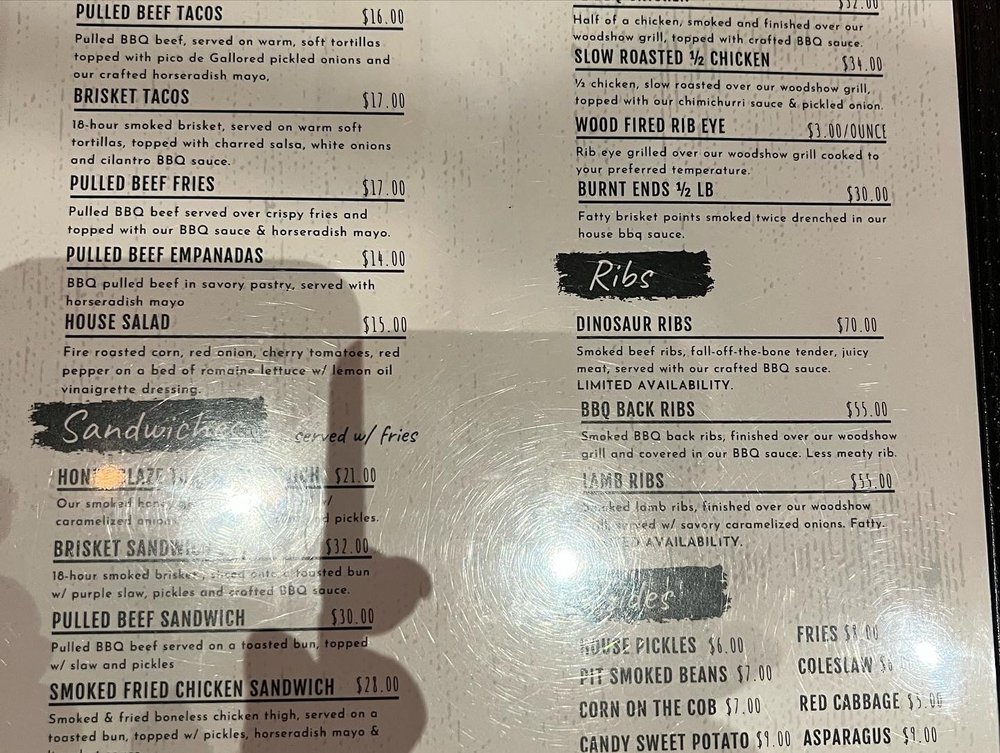 PULLED BEEF TACOS $16.00
Pulled BBQ beef, served on warm, soft tortillas
topped with pico de Gallored pickled onions and
our crafted horseradish mayo,
BRISKET TACOS $17.00
18-hour smoked brisket, served on warm soft
tortillas, topped with charred salsa, white onions
and cilantro BBQ sauce.
PULLED BEEF FRIES $17.00
Pulled BBQ beef served over crispy fries and
topped with our BBQ sauce & horseradish mayo.
PULLED BEEF EMPANADAS $14.00
BBQ pulled beef in savory pastry, served with
horseradish mayo
HOUSE SALAD $15.00
Fire roasted corn, red onion, cherry tomatoes, red
pepper on a bed of romaine lettuce w/ lemon oil
vinaigrette dressing.
Sandwiches served w/ fries
$21.00
Our smoked
caramelized pickles.
BRISKET SANDWICH $32.00
18-hour smoked brisket, sliced onto a toasted bun
w/ purple slaw, pickles and crafted BBQ sauce.
PULLED BEEF SANDWICH $30.00
Pulled BBQ beef served on a toasted bun, topped
w/ slaw and pickles
SMOKED FRIED CHICKEN SANDWICH $28.00
Smoked & fried boneless chicken thigh, served on a
toasted bun, topped w/ pickles, horseradish mayo &
$32.00
Half of a chicken, smoked and finished over our
woodshow grill, topped with crafted BBQ sauce.
SLOW ROASTED ½ CHICKEN $34.00
½ chicken, slow roasted over our woodshow grill,
topped with our chimichurri sauce & pickled onion.
WOOD FIRED RIB EYE $3.00/OUNCE
Rib eye grilled over our woodshow grill cooked to
your preferred temperature.
BURNT ENDS ½ LB $30.00
Fatty brisket points smoked twice drenched in our
house bbq sauce.
Ribs
DINOSAUR RIBS $70.00
Smoked beef ribs, fall-off-the-bone tender, juicy
meat, served with our crafted BBQ sauce.
LIMITED AVAILABILITY.
BBQ BACK RIBS $55.00
Smoked BBQ back ribs, finished over our woodshow
grill and covered in our BBQ sauce. Less meaty rib.
LAMB RIBS $55.00
Smoked lamb ribs, finished over our woodshow
grill, served w/ savory caramelized onions. Fatty.
LIMITED AVAILABILITY.
Sides
HOUSE PICKLES $6.00
PIT SMOKED BEANS $7.00
CORN ON THE COB $7.00
CANDY SWEET POTATO $9.00
FRIES
COLESLAW
RED CABBAGE $5.00
ASPARAGUS $9.00